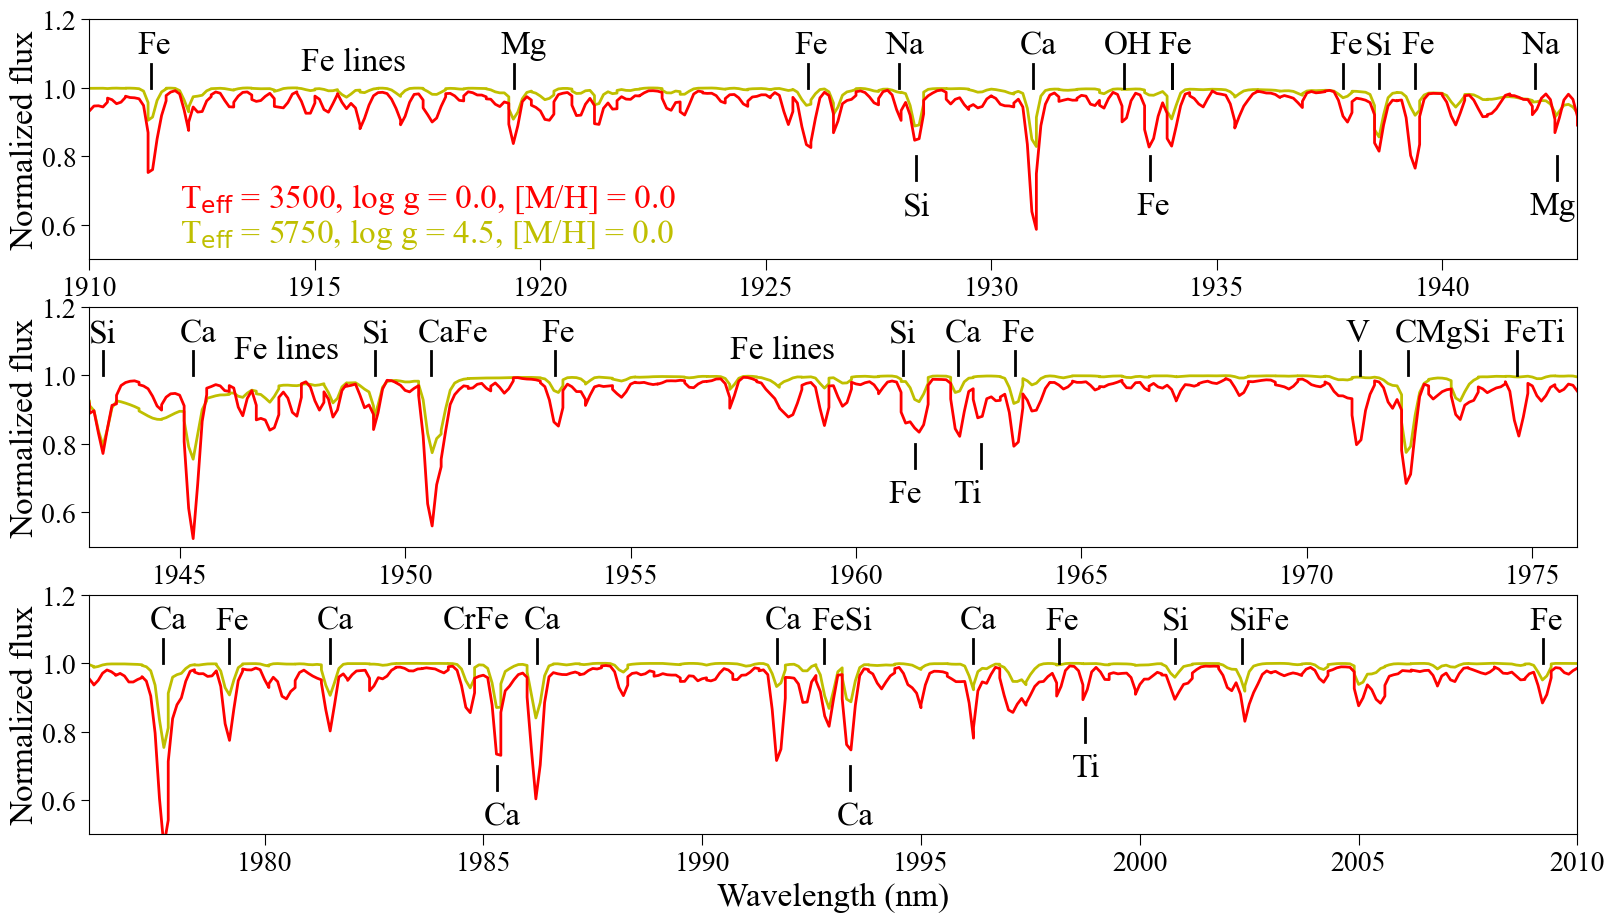 1.2
Fe Fe lines Mg Fe Na Ca OH Fe Fe Si Fe Na
1.0
0.8
Si Fe Mg
T_eff = 3500, log g = 0.0, [M/H] = 0.0
T_eff = 5750, log g = 4.5, [M/H] = 0.0
0.6
Normalized flux
1910 1915 1920 1925 1930 1935 1940
1.2
Si Ca Fe lines Si CaFe Fe Fe lines Si Ca Fe V CMgSi FeTi
1.0
0.8
Fe Ti
0.6
Normalized flux
1945 1950 1955 1960 1965 1970 1975
1.2
Ca Fe Ca CrFe Ca Ca FeSi Ca Fe Si SiFe Fe
1.0
0.8
Ti
0.6
Ca Ca
Normalized flux
1980 1985 1990 1995 2000 2005 2010
Wavelength (nm)